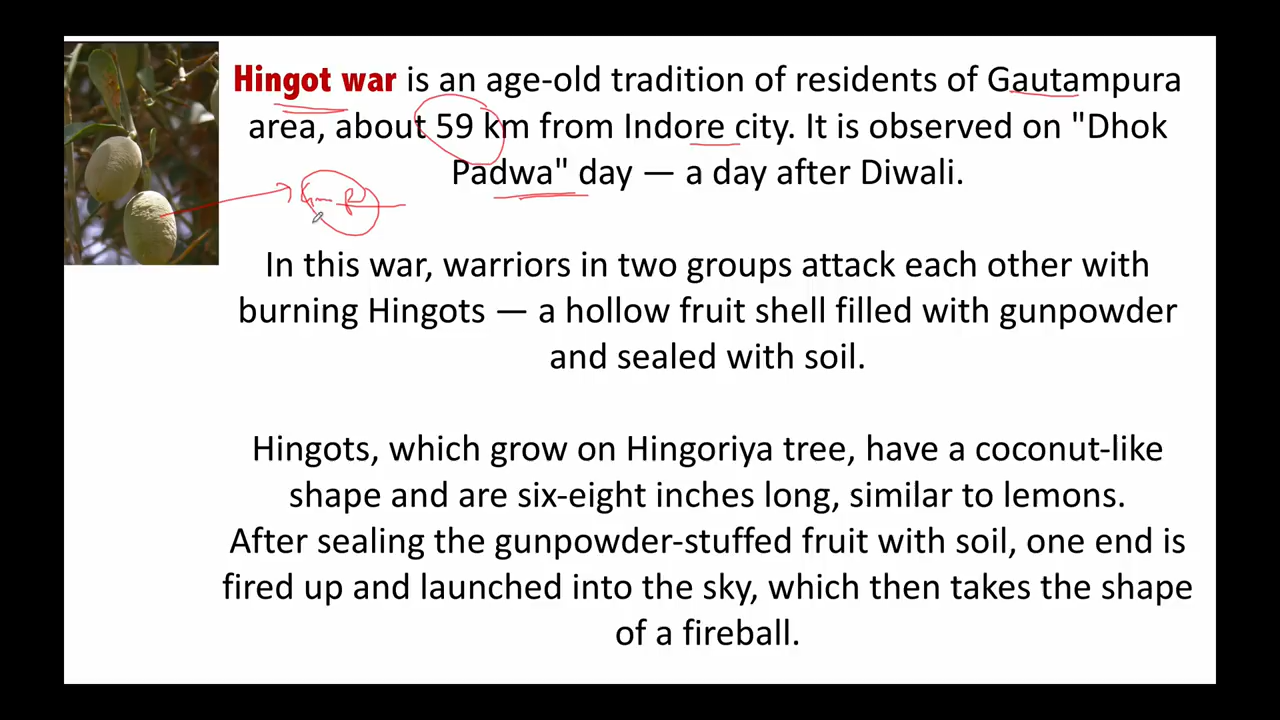 Hingot war is an age-old tradition of residents of Gautampura
area, about 59 km from Indore city. It is observed on "Dhok
Padwa" day — a day after Diwali.
In this war, warriors in two groups attack each other with
burning Hingots — a hollow fruit shell filled with gunpowder
and sealed with soil.
Hingots, which grow on Hingoriya tree, have a coconut-like
shape and are six-eight inches long, similar to lemons.
After sealing the gunpowder-stuffed fruit with soil, one end is
fired up and launched into the sky, which then takes the shape
of a fireball.